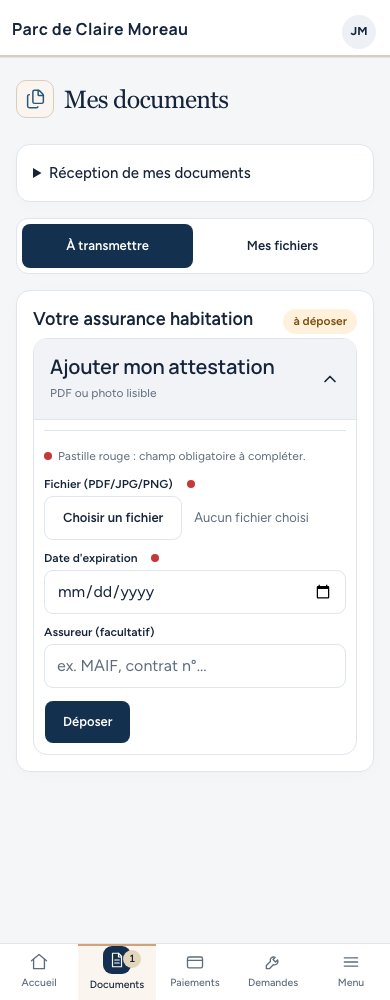 Parc de Claire Moreau
JM
Mes documents
Réception de mes documents
À transmettre
Mes fichiers
Votre assurance habitation
à déposer
Ajouter mon attestation
PDF ou photo lisible
Pastille rouge : champ obligatoire à compléter.
Fichier (PDF/JPG/PNG)
Choisir un fichier
Aucun fichier choisi
Date d'expiration
mm/dd/yyyy
Assureur (facultatif)
ex. MAIF, contrat n°…
Déposer
1
Accueil
Documents
Paiements
Demandes
Menu